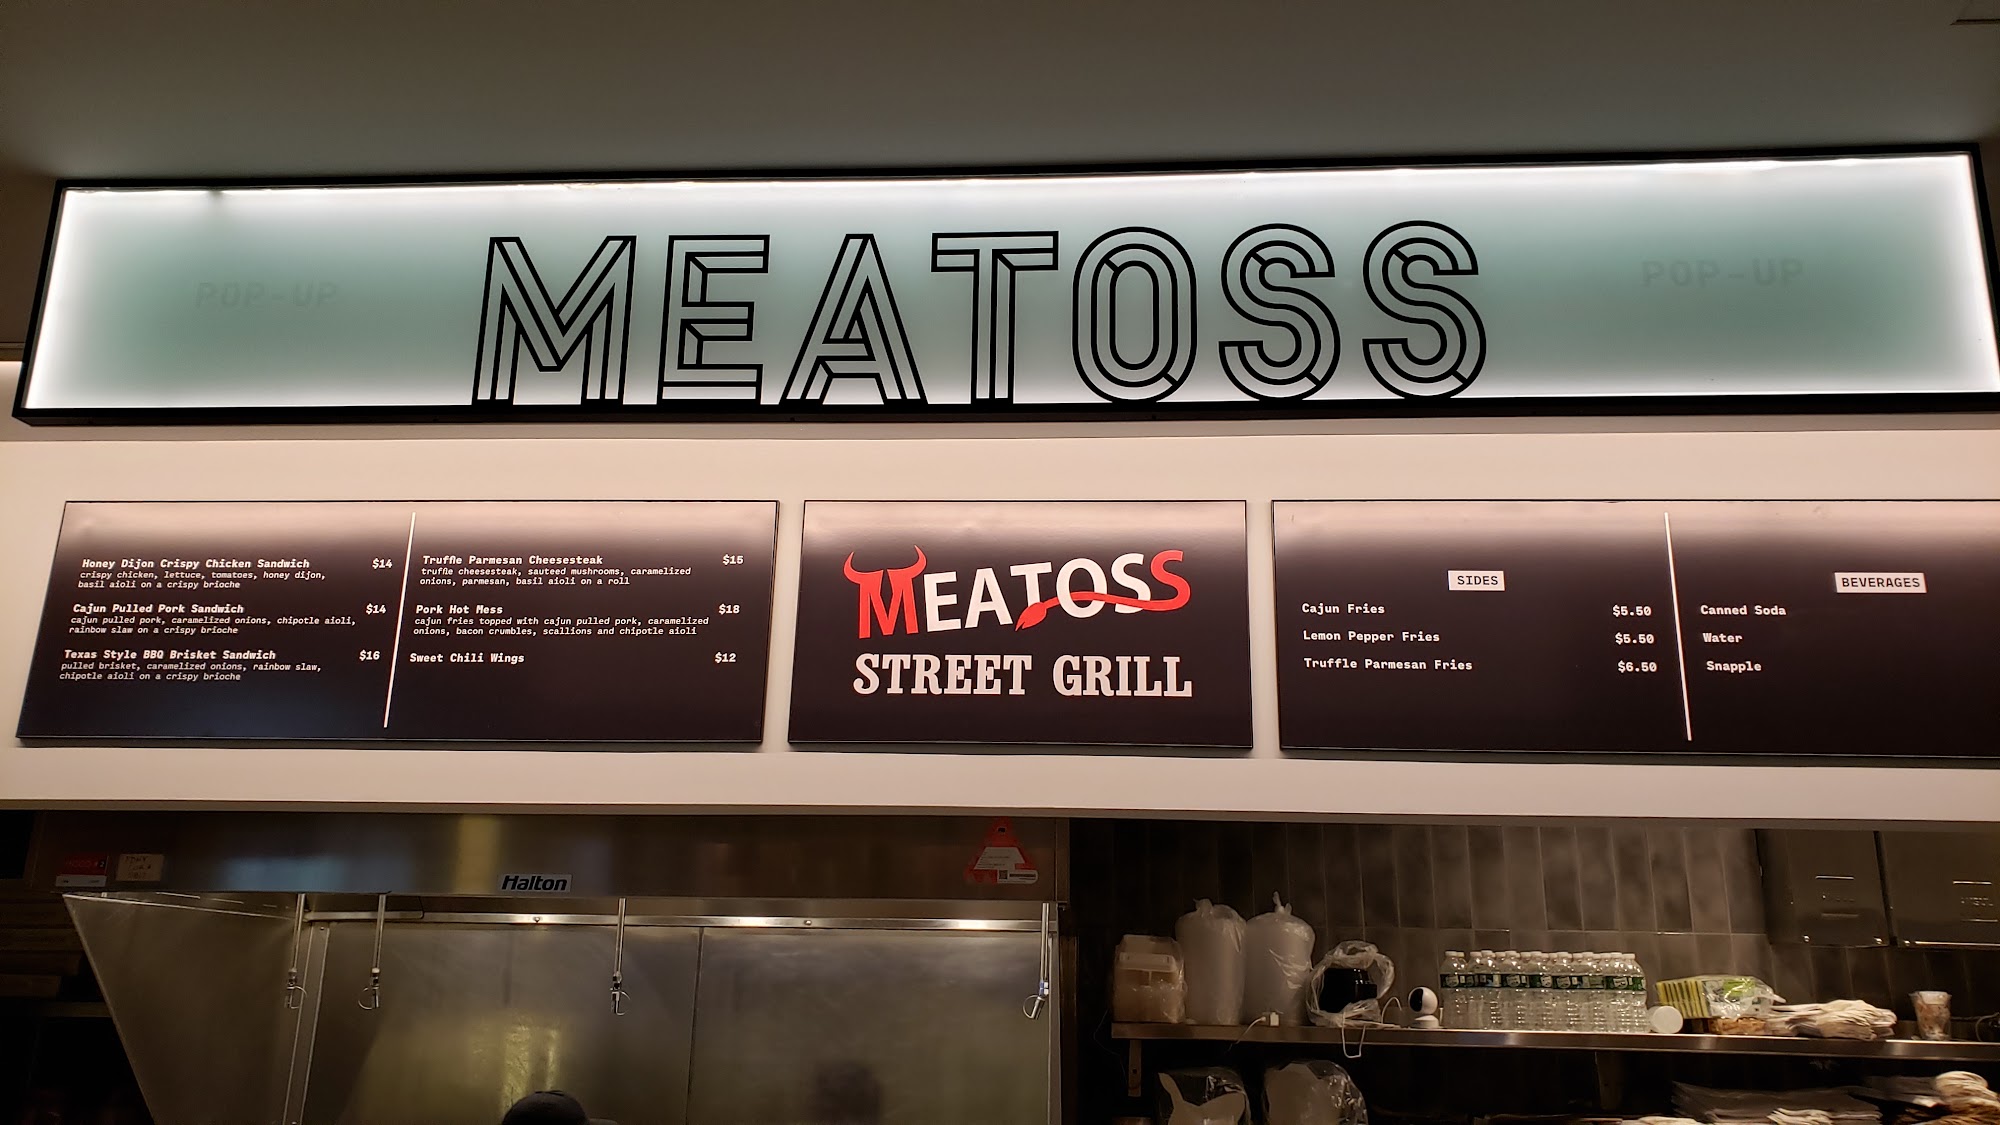 POP-UP
MEATOSS
POP-UP
Honey Dijon Crispy Chicken Sandwich $14
crispy chicken, lettuce, tomatoes, honey dijon,
basil aioli on a crispy brioche
Cajun Pulled Pork Sandwich $14
cajun pulled pork, caramelized onions, chipotle aioli,
rainbow slaw on a crispy brioche
Texas Style BBQ Brisket Sandwich $16
pulled brisket, caramelized onions, rainbow slaw,
chipotle aioli on a crispy brioche
Truffle Parmesan Cheesesteak $15
truffle cheesesteak, sauteed mushrooms, caramelized
onions, parmesan, basil aioli on a roll
Pork Hot Mess $18
cajun fries topped with cajun pulled pork, caramelized
onions, bacon crumbles, scallions and chipotle aioli
Sweet Chili Wings $12
MEATOSS
STREET GRILL
SIDES
Cajun Fries $5.50
Lemon Pepper Fries $5.50
Truffle Parmesan Fries $6.50
BEVERAGES
Canned Soda
Water
Snapple
Halton